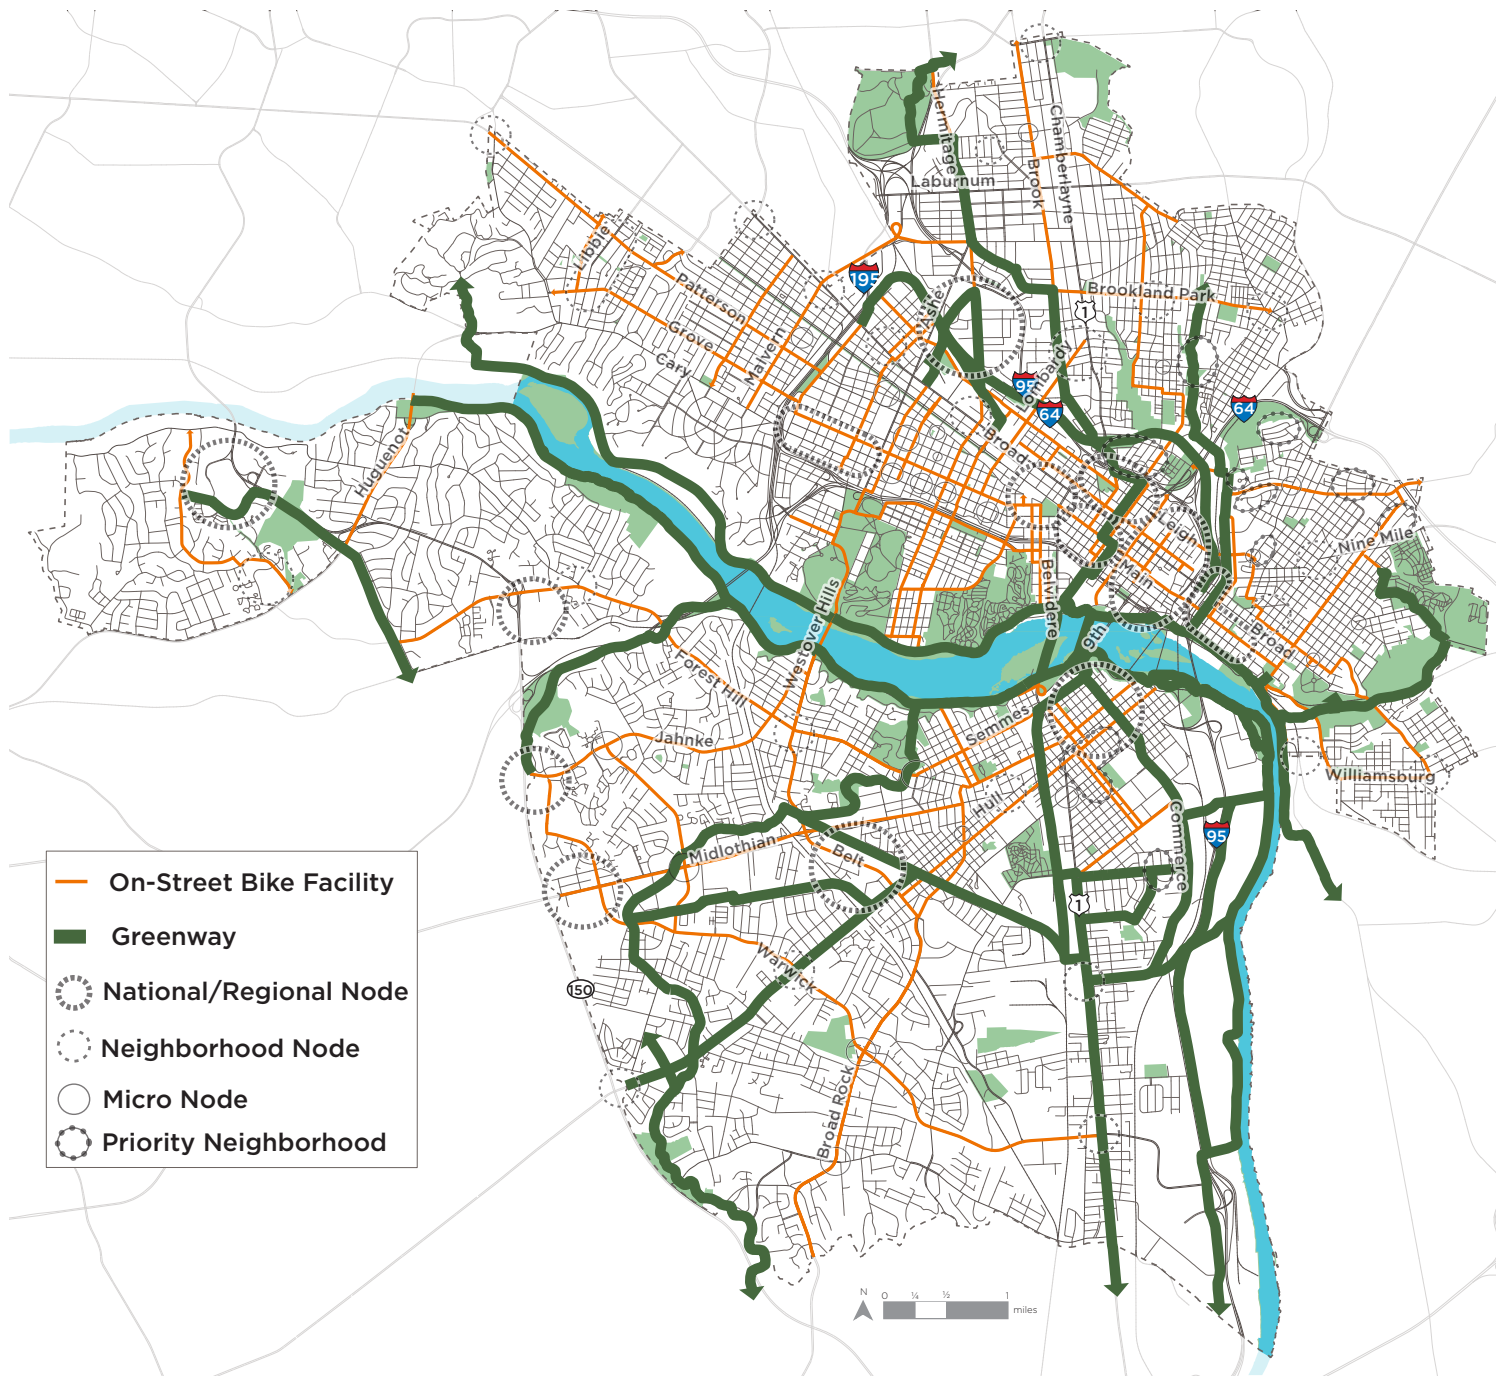 Hermitage
Chamberlayne
Laburnum
Brook
Libbie
195
Patterson
Ashe
Brookland Park
1
Grove
Malvern
Cary
Lombardy
95
64
64
Huguenot
Broad
Leigh
Nine Mile
Main
Belvidere
Westover Hills
9th
Broad
Forest Hill
Semmes
Jahnke
Williamsburg
Hull
Commerce
95
Midlothian
Belt
1
Warwick
150
Broad Rock
On-Street Bike Facility
Greenway
National/Regional Node
Neighborhood Node
Micro Node
Priority Neighborhood
N
0 ¼ ½ 1
miles